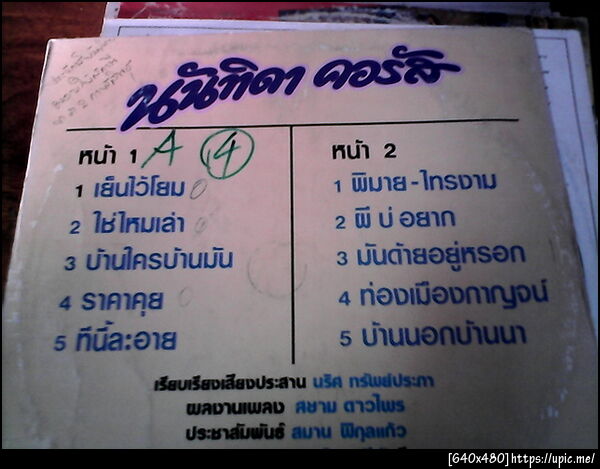 นันทิดา คอรัส
หน้า 1 A 4
1 เย็นไว้โยม
2 ใช่ไหมเล่า
3 บ้านใครบ้านมัน
4 ราคาคุย
5 ทีนี้ละอาย
หน้า 2
1 พิมาย-ไทรงาม
2 ผีบ่อยาก
3 มันด้ายอยู่หรอก
4 ท่องเมืองกาญจน์
5 บ้านนอกบ้านนา
เรียบเรียงเสียงประสาน นริศ ทรัพย์ประภา
ผลงานเพลง ศยาม ดาวไพร
ประชาสัมพันธ์ สมาน พิกุลแก้ว
[640x480]https://upic.me/